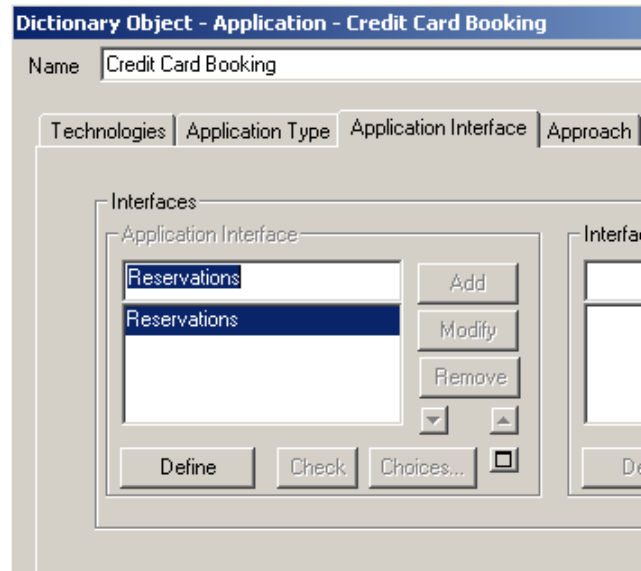 Dictionary Object - Application - Credit Card Booking
Name Credit Card Booking
Technologies Application Type Application Interface Approach
Interfaces
Application Interface
Reservations Add
Reservations Modify
Remove
Define Check Choices...